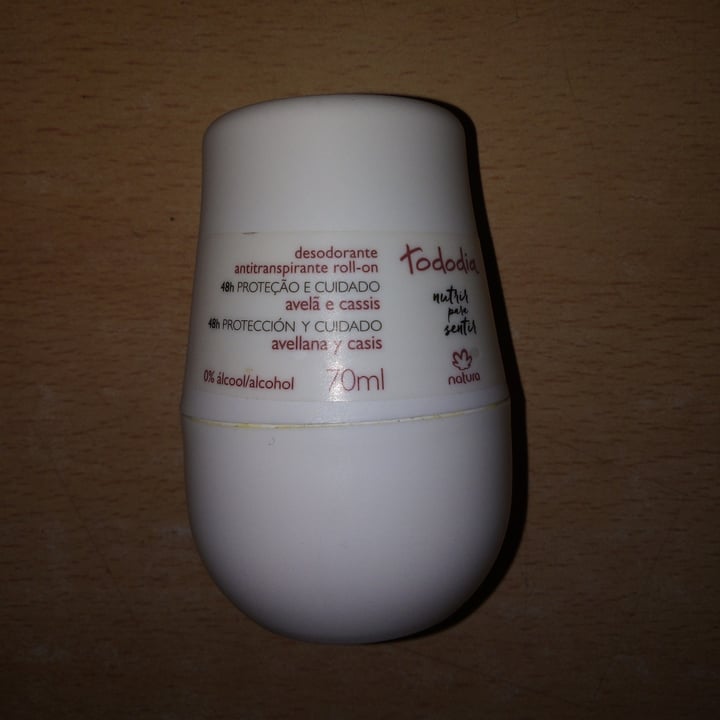 desodorante
antitranspirante roll-on
48h PROTEÇÃO E CUIDADO
avelã e cassis
48h PROTECCIÓN Y CUIDADO
avellana y casis
0% álcool/alcohol
70ml
tododia
nutrir
para
sentir
natura